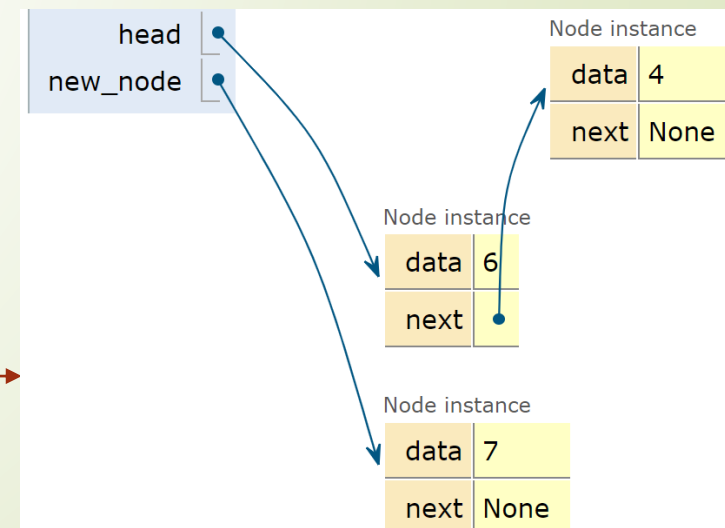 head
new_node
Node instance
data 4
next None
Node instance
data 6
next
Node instance
data 7
next None